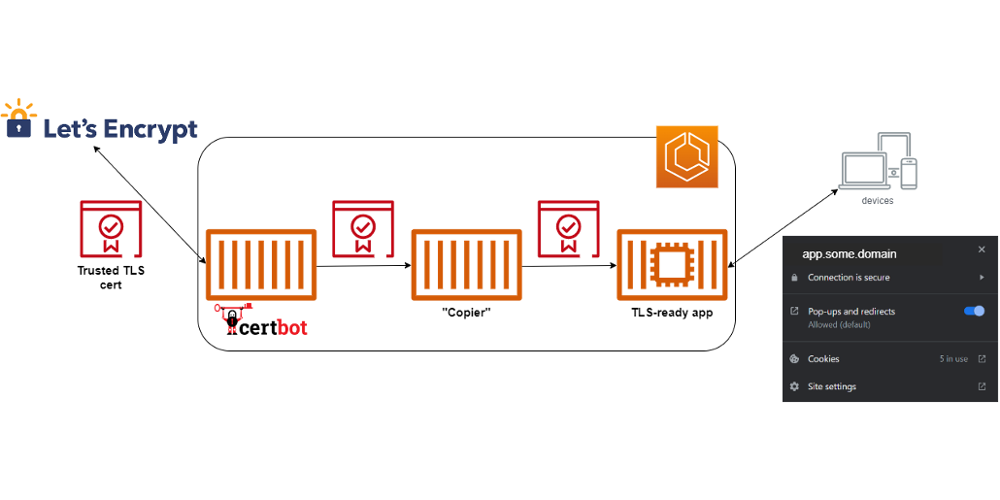 Let's Encrypt
Trusted TLS
cert
certbot
"Copier"
TLS-ready app
devices
app.some.domain
Connection is secure
Pop-ups and redirects
Allowed (default)
Cookies
5 in use
Site settings